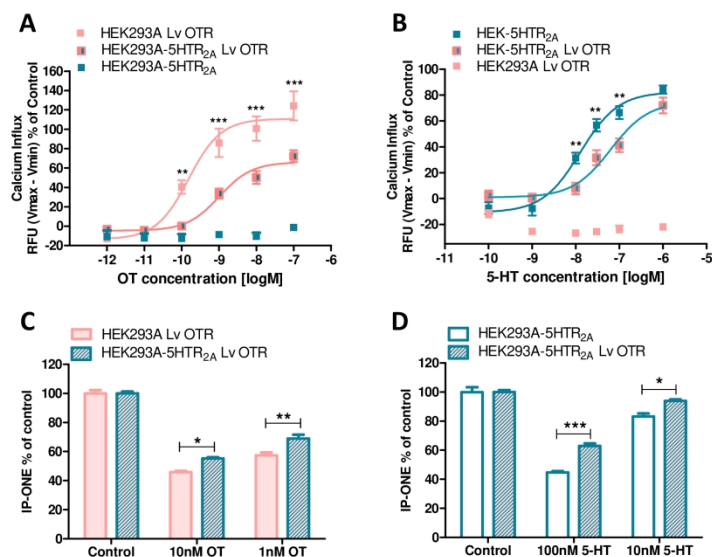 A
HEK293A Lv OTR
HEK293A-5HTR2A Lv OTR
HEK293A-5HTR2A
Calcium Influx
RFU (Vmax - Vmin) % of Control
160
140
120
100
80
60
40
20
0
-20
**
***
***
***
-13 -12 -11 -10 -9 -8 -7 -6
OT concentration [logM]
B
HEK-5HTR2A
HEK-5HTR2A Lv OTR
HEK293A Lv OTR
Calcium Influx
RFU (Vmax - Vmin) % of Control
100
80
60
40
20
0
-20
**
**
**
-11 -10 -9 -8 -7 -6 -5
5-HT concentration [logM]
C
HEK293A Lv OTR
HEK293A-5HTR2A Lv OTR
IP-ONE % of control
120
100
80
60
40
20
0
*
**
Control 10nM OT 1nM OT
D
HEK293A-5HTR2A
HEK293A-5HTR2A Lv OTR
IP-ONE % of control
120
100
80
60
40
20
0
***
*
Control 100nM 5-HT 10nM 5-HT